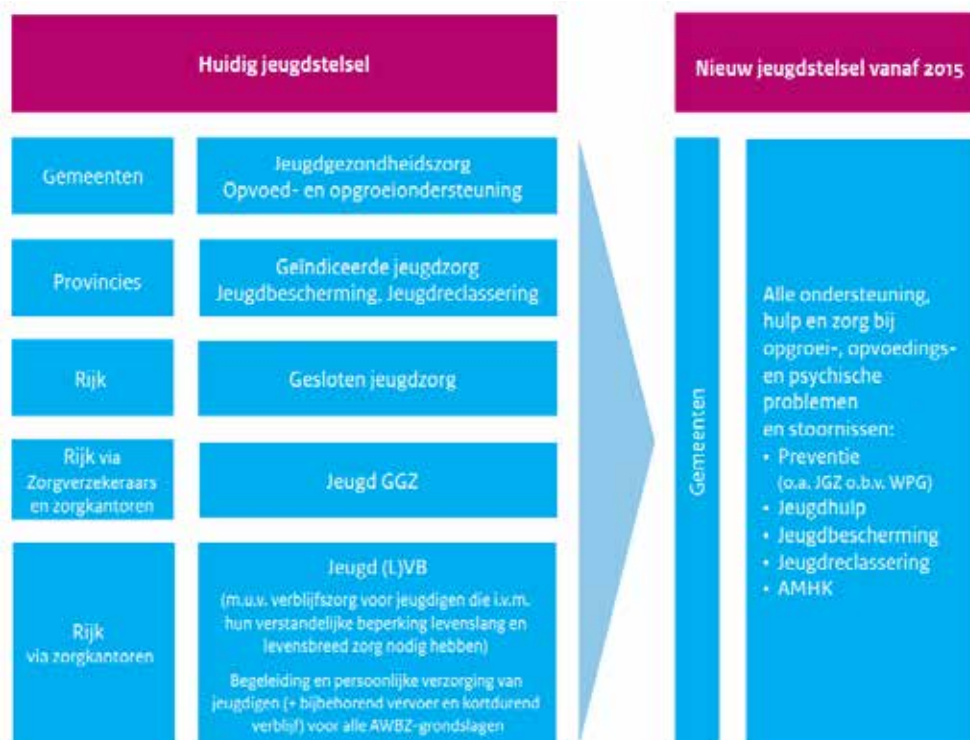 Huidig jeugdstelsel
Nieuw jeugdstelsel vanaf 2015
Gemeenten
Jeugdgezondheidszorg
Opvoed- en opgroeiondersteuning
Provincies
Geïndiceerde jeugdzorg
Jeugdbescherming, Jeugdreclassering
Rijk
Gesloten jeugdzorg
Rijk via
Zorgverzekeraars
en zorgkantoren
Jeugd GGZ
Rijk
via zorgkantoren
Jeugd (L)VB
(m.u.v. verblijfszorg voor jeugdigen die i.v.m.
hun verstandelijke beperking levenslang en
levensbreed zorg nodig hebben)
Begeleiding en persoonlijke verzorging van
jeugdigen (+ bijbehorend vervoer en kortdurend
verblijf) voor alle AWBZ-grondslagen
Gemeenten
Alle ondersteuning,
hulp en zorg bij
opgroei-, opvoedings-
en psychische
problemen
en stoornissen:
• Preventie
(o.a. JGZ o.b.v. WPG)
• Jeugdhulp
• Jeugdbescherming
• Jeugdreclassering
• AMHK